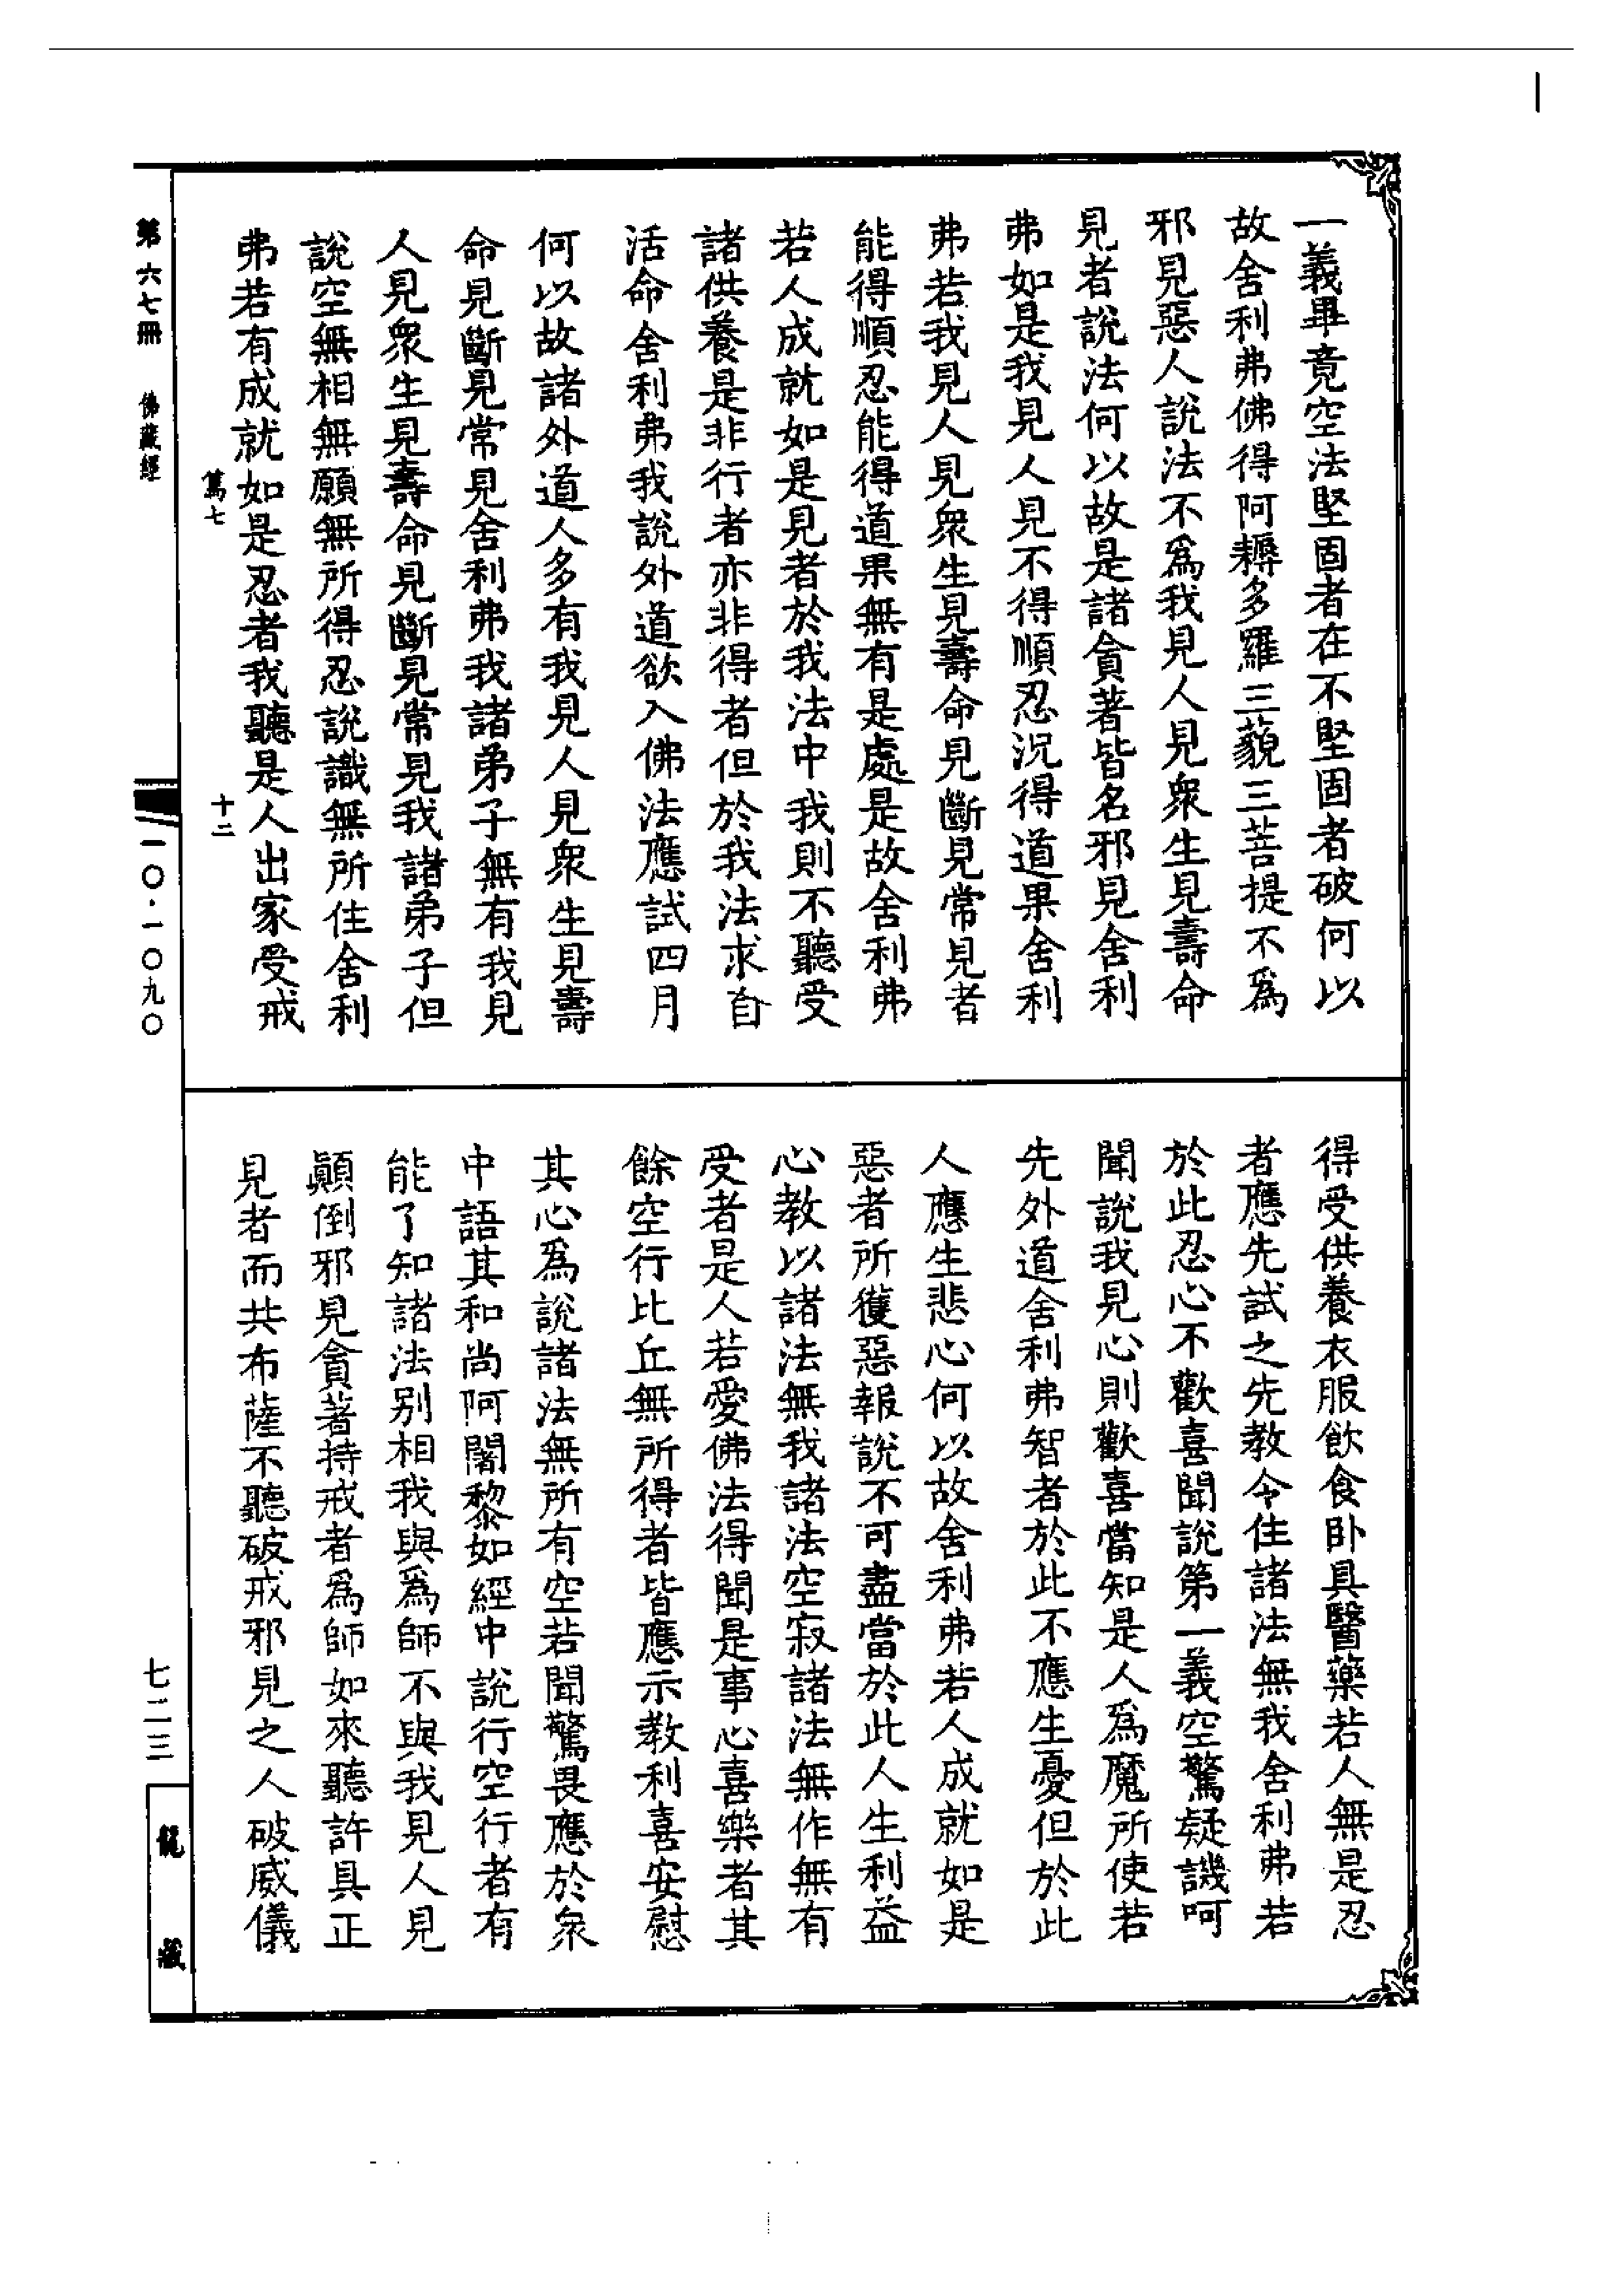 一義畢竟空法堅固者在不堅固者破何以
故舍利弗佛得阿耨多羅三藐三菩提不為
邪見惡人說法不為我見人見衆生見壽命
見者說法何以故是諸貪著皆名邪見舍利
弗如是我見人見不得順忍況得道果舍利
弗若我見人見衆生見壽命見斷見常見者
能得順忍能得道果無有是處是故舍利弗
若人成就如是見者於我法中我則不聽受
諸供養是非行者亦非得者但於我法求自
活命舍利弗我說外道欲入佛法應試四月
何以故諸外道人多有我見人見衆生見壽
命見斷見常見舍利弗我諸弟子無有我見
人見衆生見壽命見斷見常見我諸弟子但
說空無相無願無所得忍說識無所住舍利
弗若有成就如是忍者我聽是人出家受戒
篤七
十二
得受供養衣服飲食卧具醫藥若人無是忍
者應先試之先教令住諸法無我舍利弗若
於此忍心不歡喜聞說第一義空驚疑譏呵
聞說我見心則歡喜當知是人為魔所使若
先外道舍利弗智者於此不應生憂但於此
人應生悲心何以故舍利弗若人成就如是
惡者所獲惡報說不可盡當於此人生利益
心教以諸法無我諸法空寂諸法無作無有
受者是人若愛佛法得聞是事心喜樂者其
餘空行比丘無所得者皆應示教利喜安慰
其心為說諸法無所有空若聞驚畏應於衆
中語其和尚阿闍黎如經中說行空行者有
能了知諸法别相我與為師不與我見人見
顛倒邪見貪著持戒者為師如來聽許具正
見者而共布薩不聽破戒邪見之人破威儀
第六七冊
佛藏經
一〇·一〇九〇
七二三
龍藏